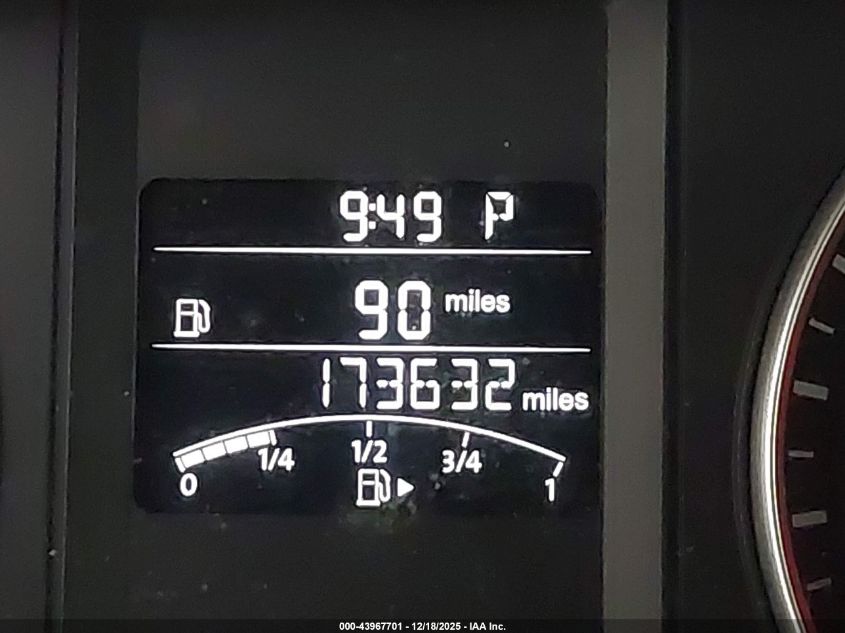 9:49 P
90 miles
173632 miles
0 1/4 1/2 3/4 1
000-43967701 - 12/18/2025 - IAA Inc.